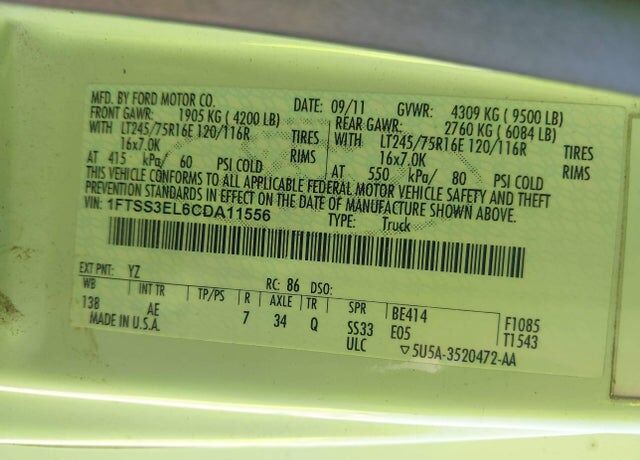 MFD. BY FORD MOTOR CO. DATE: 09/11 GVWR: 4309 KG ( 9500 LB)
FRONT GAWR: 1905 KG ( 4200 LB) REAR GAWR: 2760 KG ( 6084 LB)
WITH LT245/75R16E 120/116R TIRES WITH LT245/75R16E 120/116R TIRES
16x7.0K RIMS 16x7.0K RIMS
AT 415 kPa/ 60 PSI COLD AT 550 kPa/ 80 PSI COLD
THIS VEHICLE CONFORMS TO ALL APPLICABLE FEDERAL MOTOR VEHICLE SAFETY AND THEFT
PREVENTION STANDARDS IN EFFECT ON THE DATE OF MANUFACTURE SHOWN ABOVE.
VIN: 1FTSS3EL6CDA11556 TYPE: Truck
EXT PNT: YZ RC: 86 DSO:
WB INT TR TP/PS R AXLE TR SPR BE414 F1085
138 AE 7 34 Q SS33 E05 T1543
MADE IN U.S.A. ULC ▽5U5A-3520472-AA